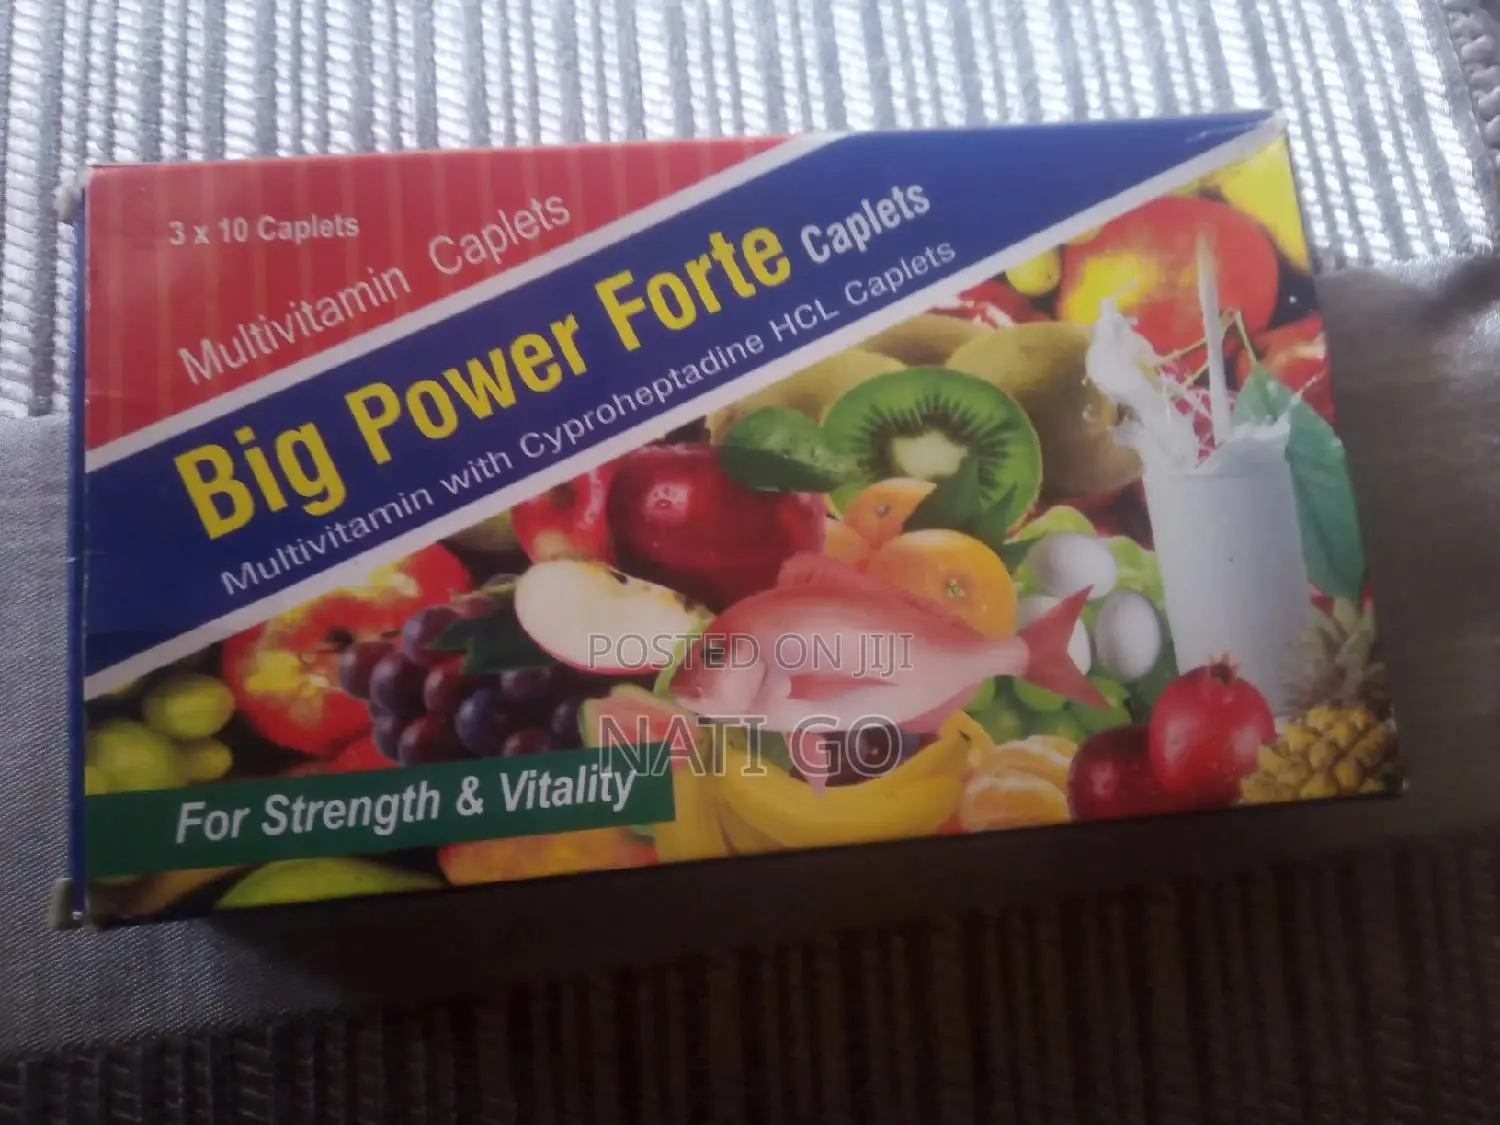 3 x 10 Caplets
Multivitamin Caplets
Big Power Forte Caplets
Multivitamin with Cyproheptadine HCL Caplets
POSTED ON JIJI
NATI GO
For Strength & Vitality